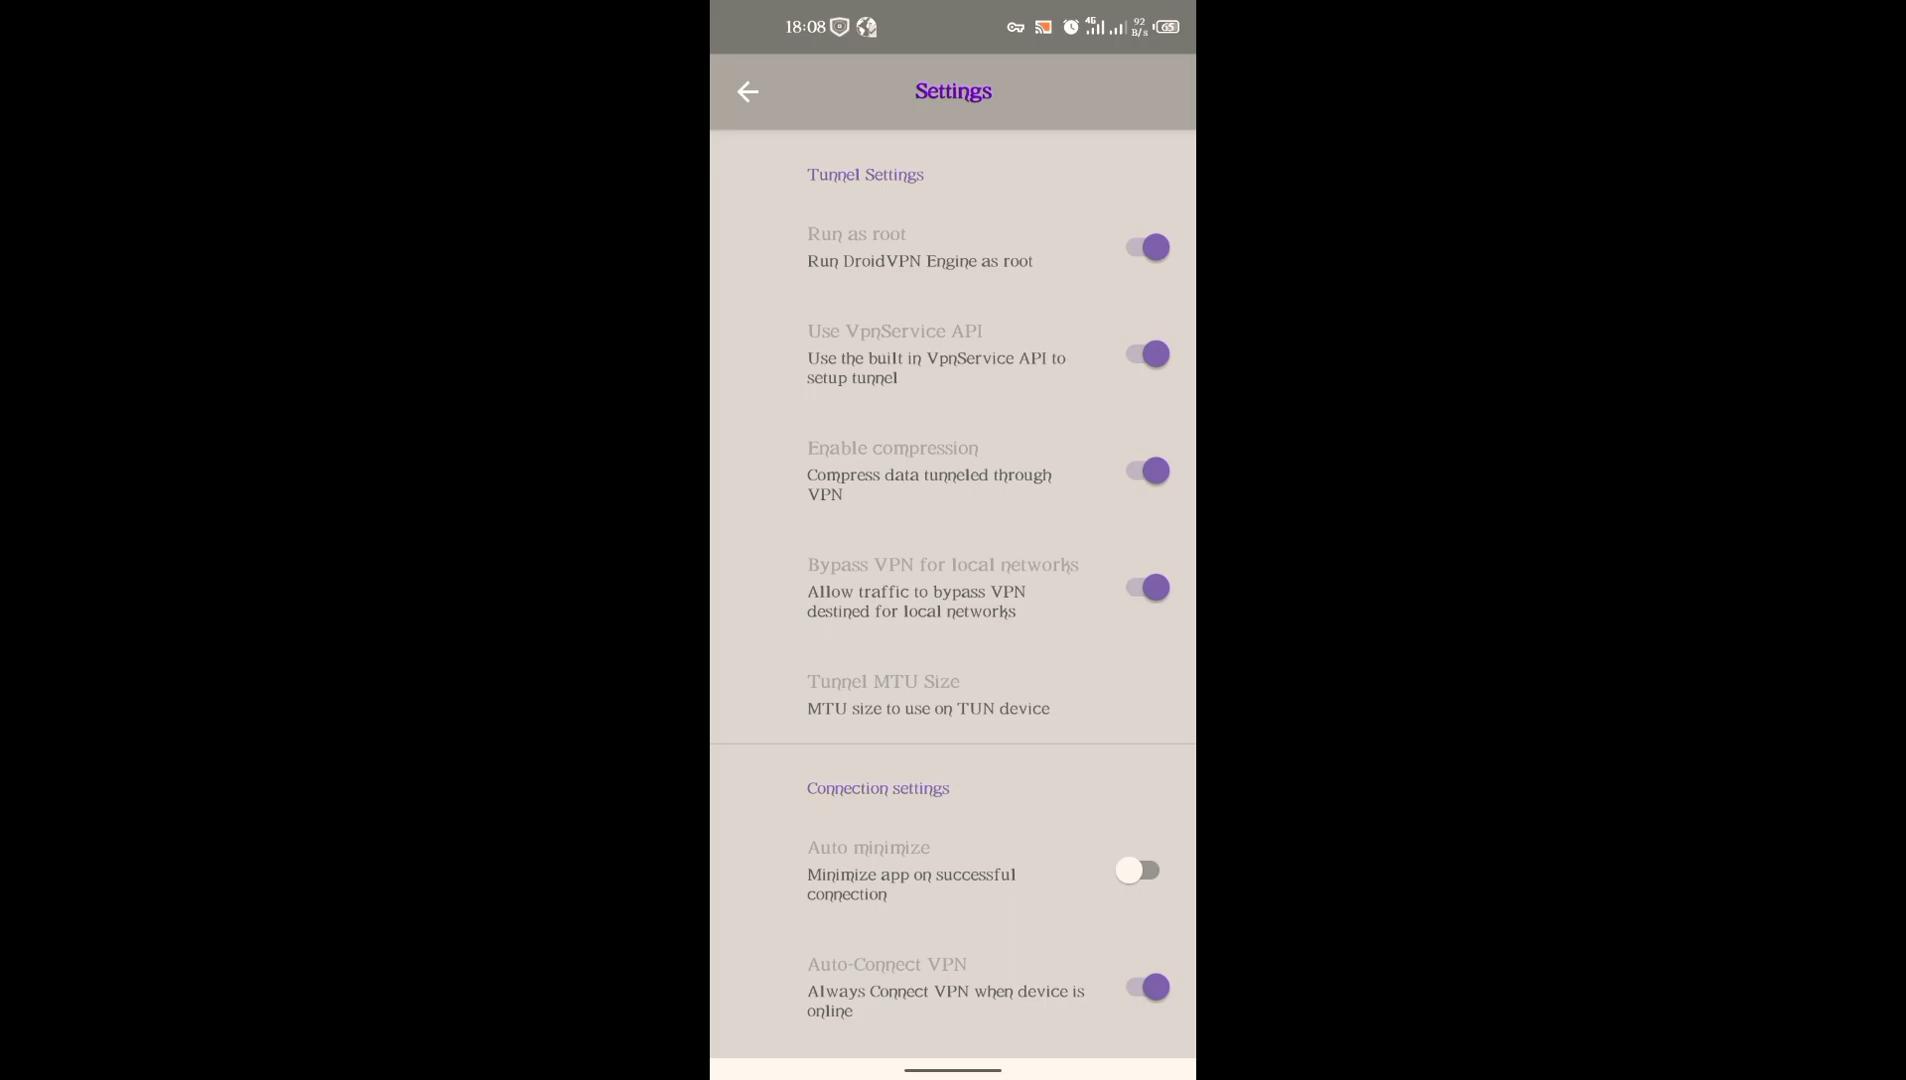 18:08
4G
92
B/s
65
Settings
Tunnel Settings
Run as root
Run DroidVPN Engine as root
Use VpnService API
Use the built in VpnService API to
setup tunnel
Enable compression
Compress data tunneled through
VPN
Bypass VPN for local networks
Allow traffic to bypass VPN
destined for local networks
Tunnel MTU Size
MTU size to use on TUN device
Connection settings
Auto minimize
Minimize app on successful
connection
Auto-Connect VPN
Always Connect VPN when device is
online